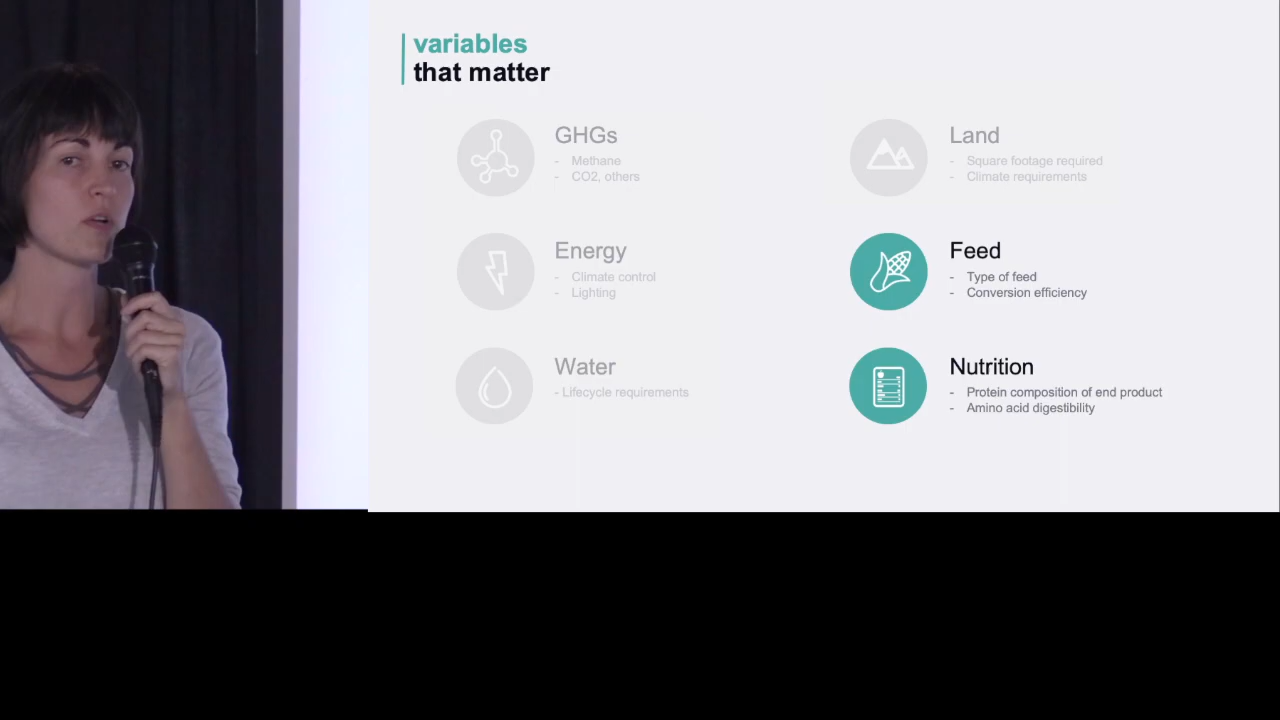 variables
that matter
GHGs
- Methane
- CO2, others
Energy
- Climate control
- Lighting
Water
- Lifecycle requirements
Land
- Square footage required
- Climate requirements
Feed
- Type of feed
- Conversion efficiency
Nutrition
- Protein composition of end product
- Amino acid digestibility